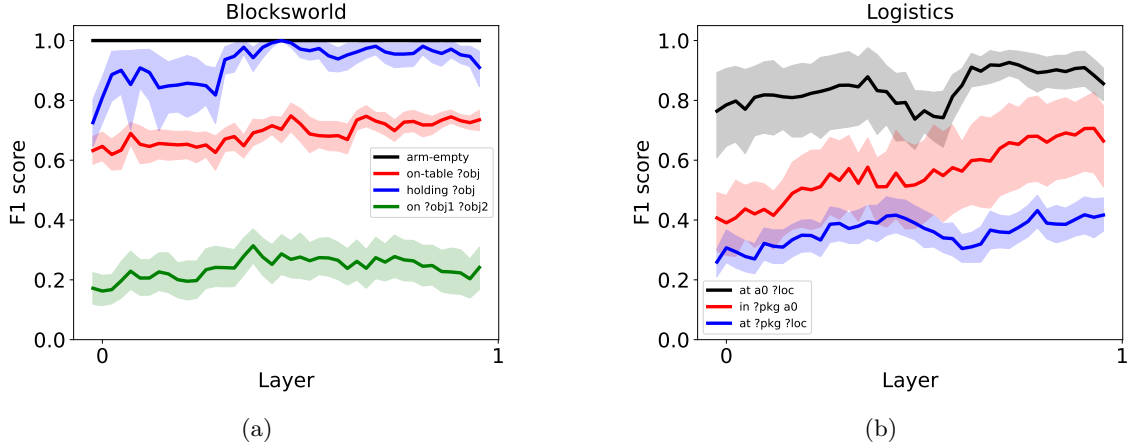 Blocksworld
1.0
0.8
0.6
0.4
0.2
0.0
F1 score
arm-empty
on-table ?obj
holding ?obj
on ?obj1 ?obj2
0
1
Layer
(a)
Logistics
1.0
0.8
0.6
0.4
0.2
0.0
F1 score
at a0 ?loc
in ?pkg a0
at ?pkg ?loc
0
1
Layer
(b)